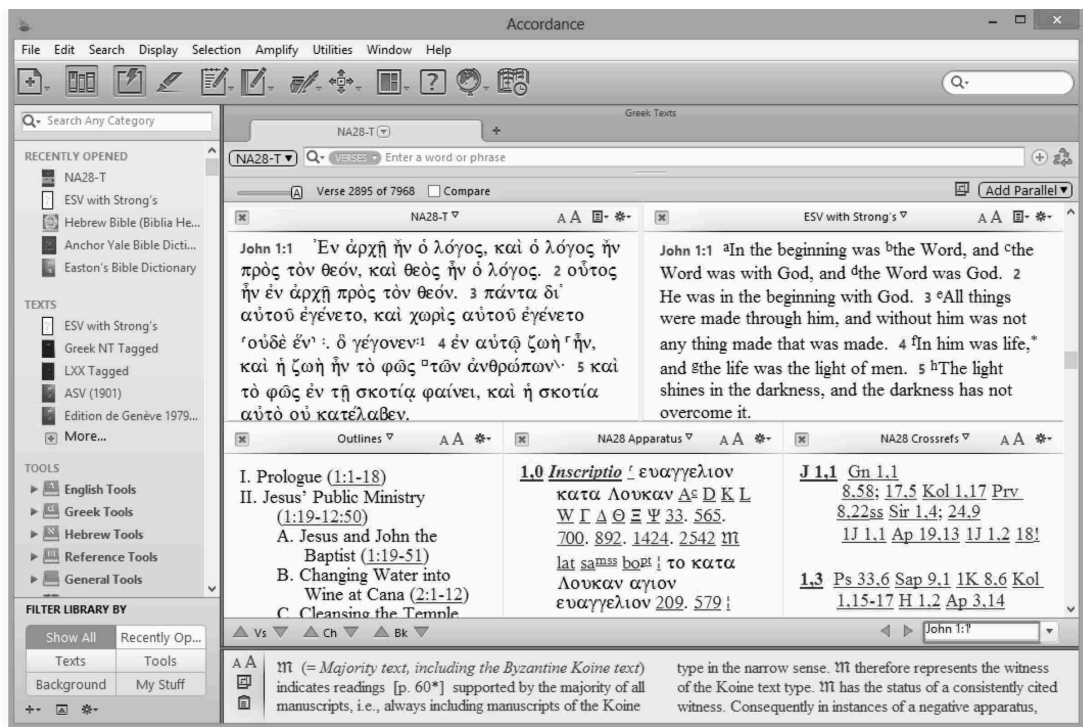 Accordance
File Edit Search Display Selection Amplify Utilities Window Help
Search Any Category
RECENTLY OPENED
NA28-T
ESV with Strong's
Hebrew Bible (Biblia He...
Anchor Yale Bible Dicti...
Easton's Bible Dictionary
TEXTS
ESV with Strong's
Greek NT Tagged
LXX Tagged
ASV (1901)
Edition de Genève 1979...
More...
TOOLS
English Tools
Greek Tools
Hebrew Tools
Reference Tools
General Tools
FILTER LIBRARY BY
Show All Recently Op...
Texts Tools
Background My Stuff
Greek Texts
NA28-T
NA28-T VERSES Enter a word or phrase
Verse 2895 of 7968 Compare Add Parallel
NA28-T
John 1:1 Ἐν ἀρχῇ ἦν ὁ λόγος, καὶ ὁ λόγος ἦν
πρὸς τὸν θεόν, καὶ θεὸς ἦν ὁ λόγος. 2 οὗτος
ἦν ἐν ἀρχῇ πρὸς τὸν θεόν. 3 πάντα δι᾽
αὐτοῦ ἐγένετο, καὶ χωρὶς αὐτοῦ ἐγένετο
⸂οὐδὲ ἕν⸃ ⸬. ὃ γέγονεν⸬1 4 ἐν αὐτῷ ζωὴ ⸀ἦν,
καὶ ἡ ζωὴ ἦν τὸ φῶς ⸋τῶν ἀνθρώπων⸌· 5 καὶ
τὸ φῶς ἐν τῇ σκοτίᾳ φαίνει, καὶ ἡ σκοτία
αὐτὸ οὐ κατέλαβεν.
ESV with Strong's
John 1:1 aIn the beginning was bthe Word, and cthe
Word was with God, and dthe Word was God. 2
He was in the beginning with God. 3 eAll things
were made through him, and without him was not
any thing made that was made. 4 fIn him was life,*
and gthe life was the light of men. 5 hThe light
shines in the darkness, and the darkness has not
overcome it.
Outlines
I. Prologue (1:1-18)
II. Jesus' Public Ministry
(1:19-12:50)
A. Jesus and John the
Baptist (1:19-51)
B. Changing Water into
Wine at Cana (2:1-12)
C. Cleansing the Temple
NA28 Apparatus
1,0 Inscriptio ⸂ ευαγγελιον
κατα Λουκαν Ac D K L
W Γ Δ Θ Ξ Ψ 33. 565.
700. 892. 1424. 2542 𝔐
lat samss bopt ¦ το κατα
Λουκαν αγιον
ευαγγελιον 209. 579 ¦
NA28 Crossrefs
J 1,1 Gn 1,1
8,58; 17,5 Kol 1,17 Prv
8,22ss Sir 1,4; 24,9
1J 1,1 Ap 19,13 1J 1,2 18!
1,3 Ps 33,6 Sap 9,1 1K 8,6 Kol
1,15-17 H 1,2 Ap 3,14
Vs Ch Bk John 1:1
𝔐 (= Majority text, including the Byzantine Koine text)
indicates readings [p. 60*] supported by the majority of all
manuscripts, i.e., always including manuscripts of the Koine
type in the narrow sense. 𝔐 therefore represents the witness
of the Koine text type. 𝔐 has the status of a consistently cited
witness. Consequently in instances of a negative apparatus,